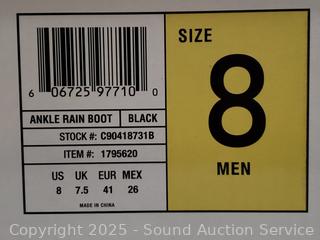 6 06725 97710 0
ANKLE RAIN BOOT BLACK
STOCK #: C90418731B
ITEM #: 1795620
US UK EUR MEX
8 7.5 41 26
MADE IN CHINA
SIZE
8
MEN
Copyright 2025 - Sound Auction Service